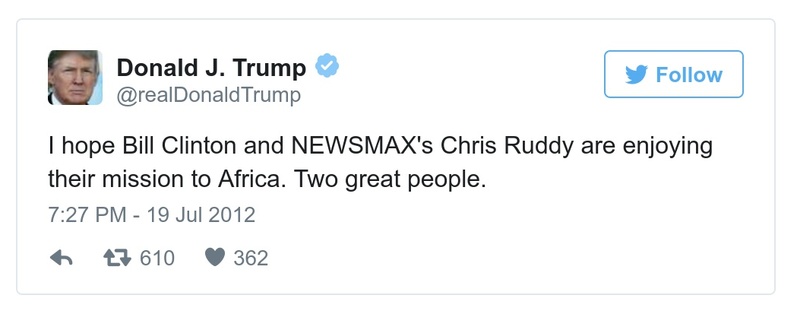 Donald J. Trump
@realDonaldTrump
Follow
I hope Bill Clinton and NEWSMAX's Chris Ruddy are enjoying
their mission to Africa. Two great people.
7:27 PM - 19 Jul 2012
610 362